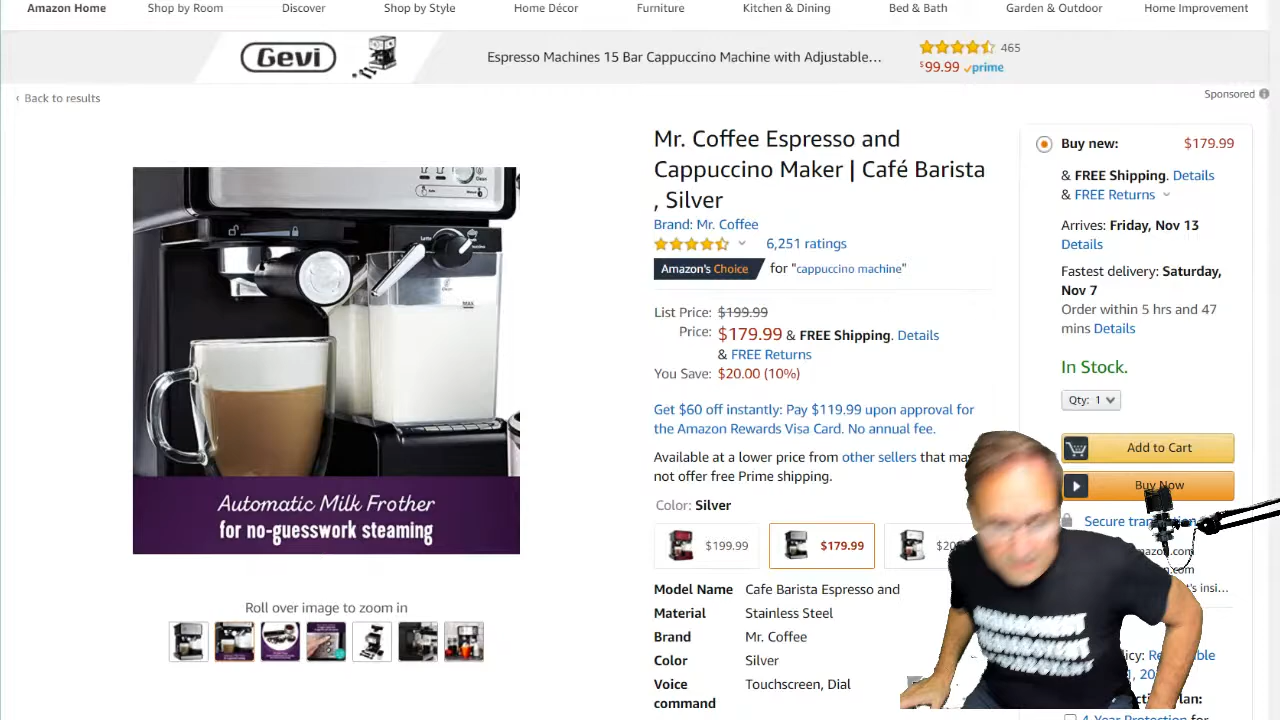 Amazon Home Shop by Room Discover Shop by Style Home Décor Furniture Kitchen & Dining Bed & Bath Garden & Outdoor Home Improvement
Gevi
Espresso Machines 15 Bar Cappuccino Machine with Adjustable…
465
$99.99 prime
‹ Back to results
Sponsored
Mr. Coffee Espresso and
Cappuccino Maker | Café Barista
, Silver
Brand: Mr. Coffee
6,251 ratings
Amazon's Choice for "cappuccino machine"
List Price: $199.99
Price: $179.99 & FREE Shipping. Details
& FREE Returns
You Save: $20.00 (10%)
Get $60 off instantly: Pay $119.99 upon approval for
the Amazon Rewards Visa Card. No annual fee.
Available at a lower price from other sellers that may
not offer free Prime shipping.
Color: Silver
$199.99 $179.99
Model Name Cafe Barista Espresso and
Material Stainless Steel
Brand Mr. Coffee
Color Silver
Voice Touchscreen, Dial
command
Buy new: $179.99
& FREE Shipping. Details
& FREE Returns
Arrives: Friday, Nov 13
Details
Fastest delivery: Saturday,
Nov 7
Order within 5 hrs and 47
mins Details
In Stock.
Qty: 1
Add to Cart
Buy Now
Secure
4-Year Protection for
MAX
Automatic Milk Frother
for no-guesswork steaming
Roll over image to zoom in